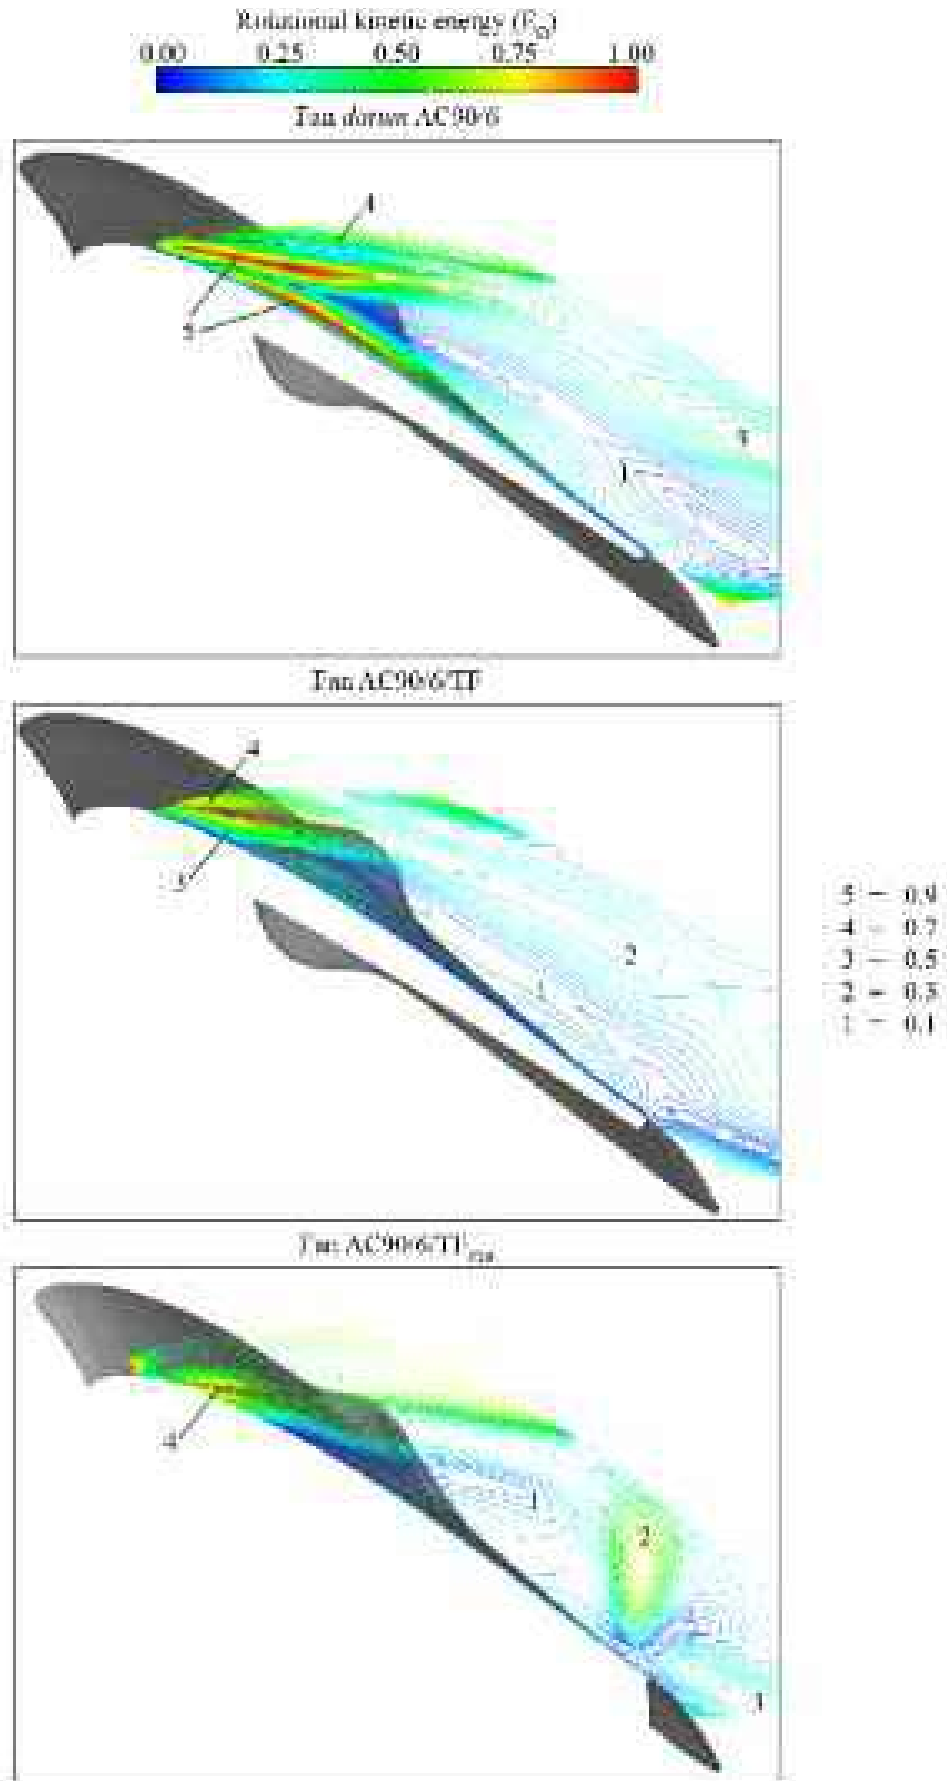 Rotational kinetic energy (E_Ω)
0.00 0.25 0.50 0.75 1.00
Fan dorun AC90/6
4
5
3
1
Fan AC90/6/TF
4
3
2
1
5 – 0.9
4 – 0.7
3 – 0.5
2 – 0.3
1 – 0.1
Fan AC90/6/TF
4
1
2